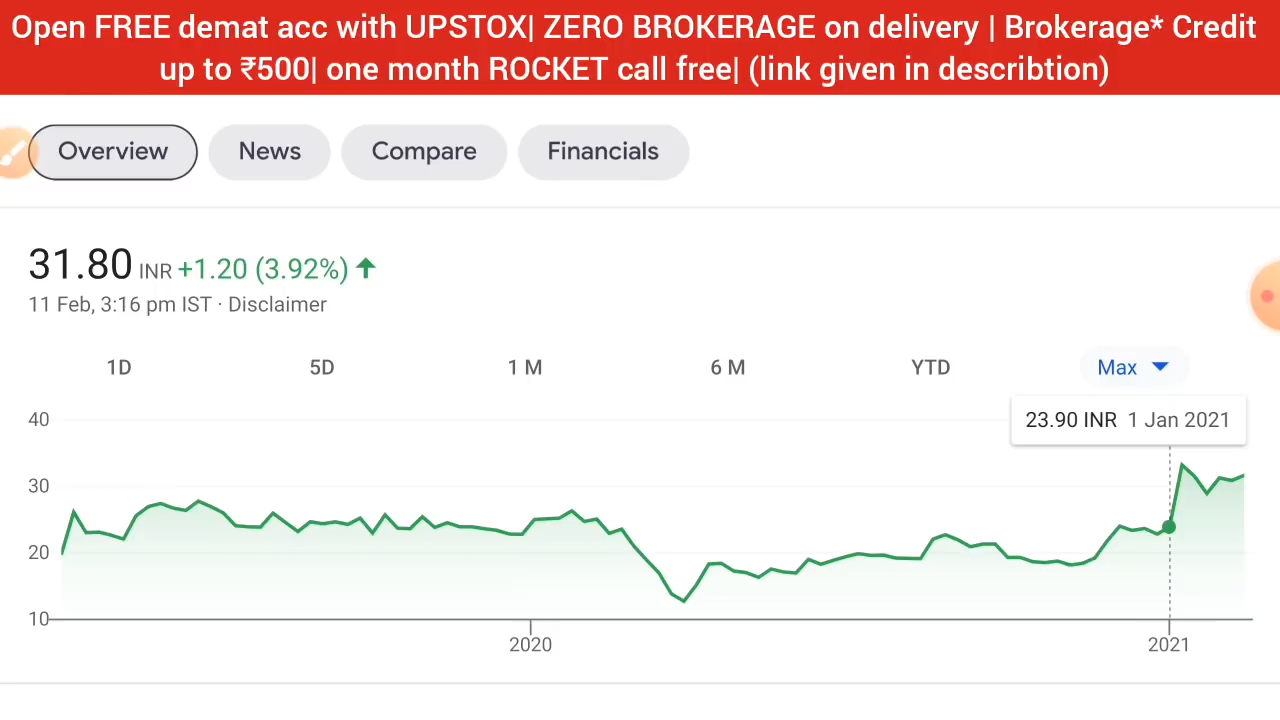 Open FREE demat acc with UPSTOX| ZERO BROKERAGE on delivery | Brokerage* Credit
up to ₹500| one month ROCKET call free| (link given in describtion)
Overview News Compare Financials
31.80 INR +1.20 (3.92%)
11 Feb, 3:16 pm IST · Disclaimer
1D 5D 1 M 6 M YTD Max
23.90 INR 1 Jan 2021
40
30
20
10
2020 2021